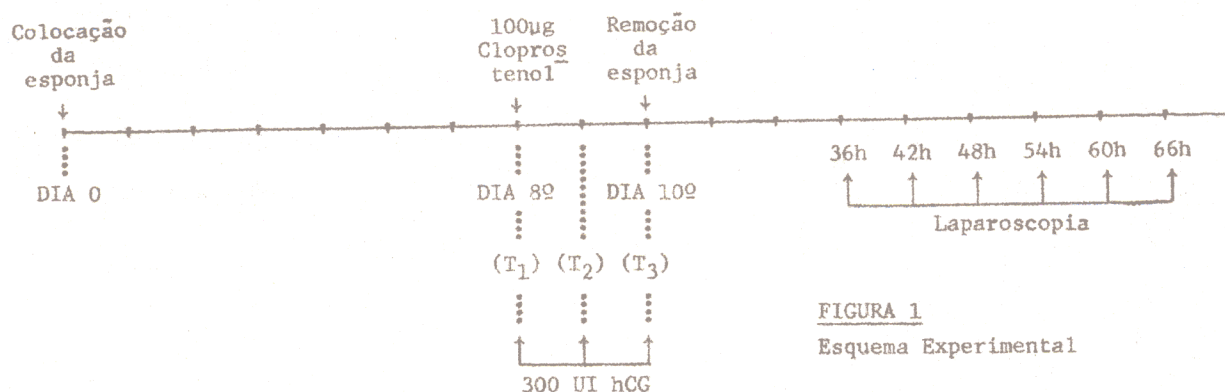 Colocação
da
esponja
100µg
Clopros
tenol
Remoção
da
esponja
36h 42h 48h 54h 60h 66h
DIA 0
DIA 8º
DIA 10º
Laparoscopia
(T1) (T2) (T3)
FIGURA 1
Esquema Experimental
300 UI hCG